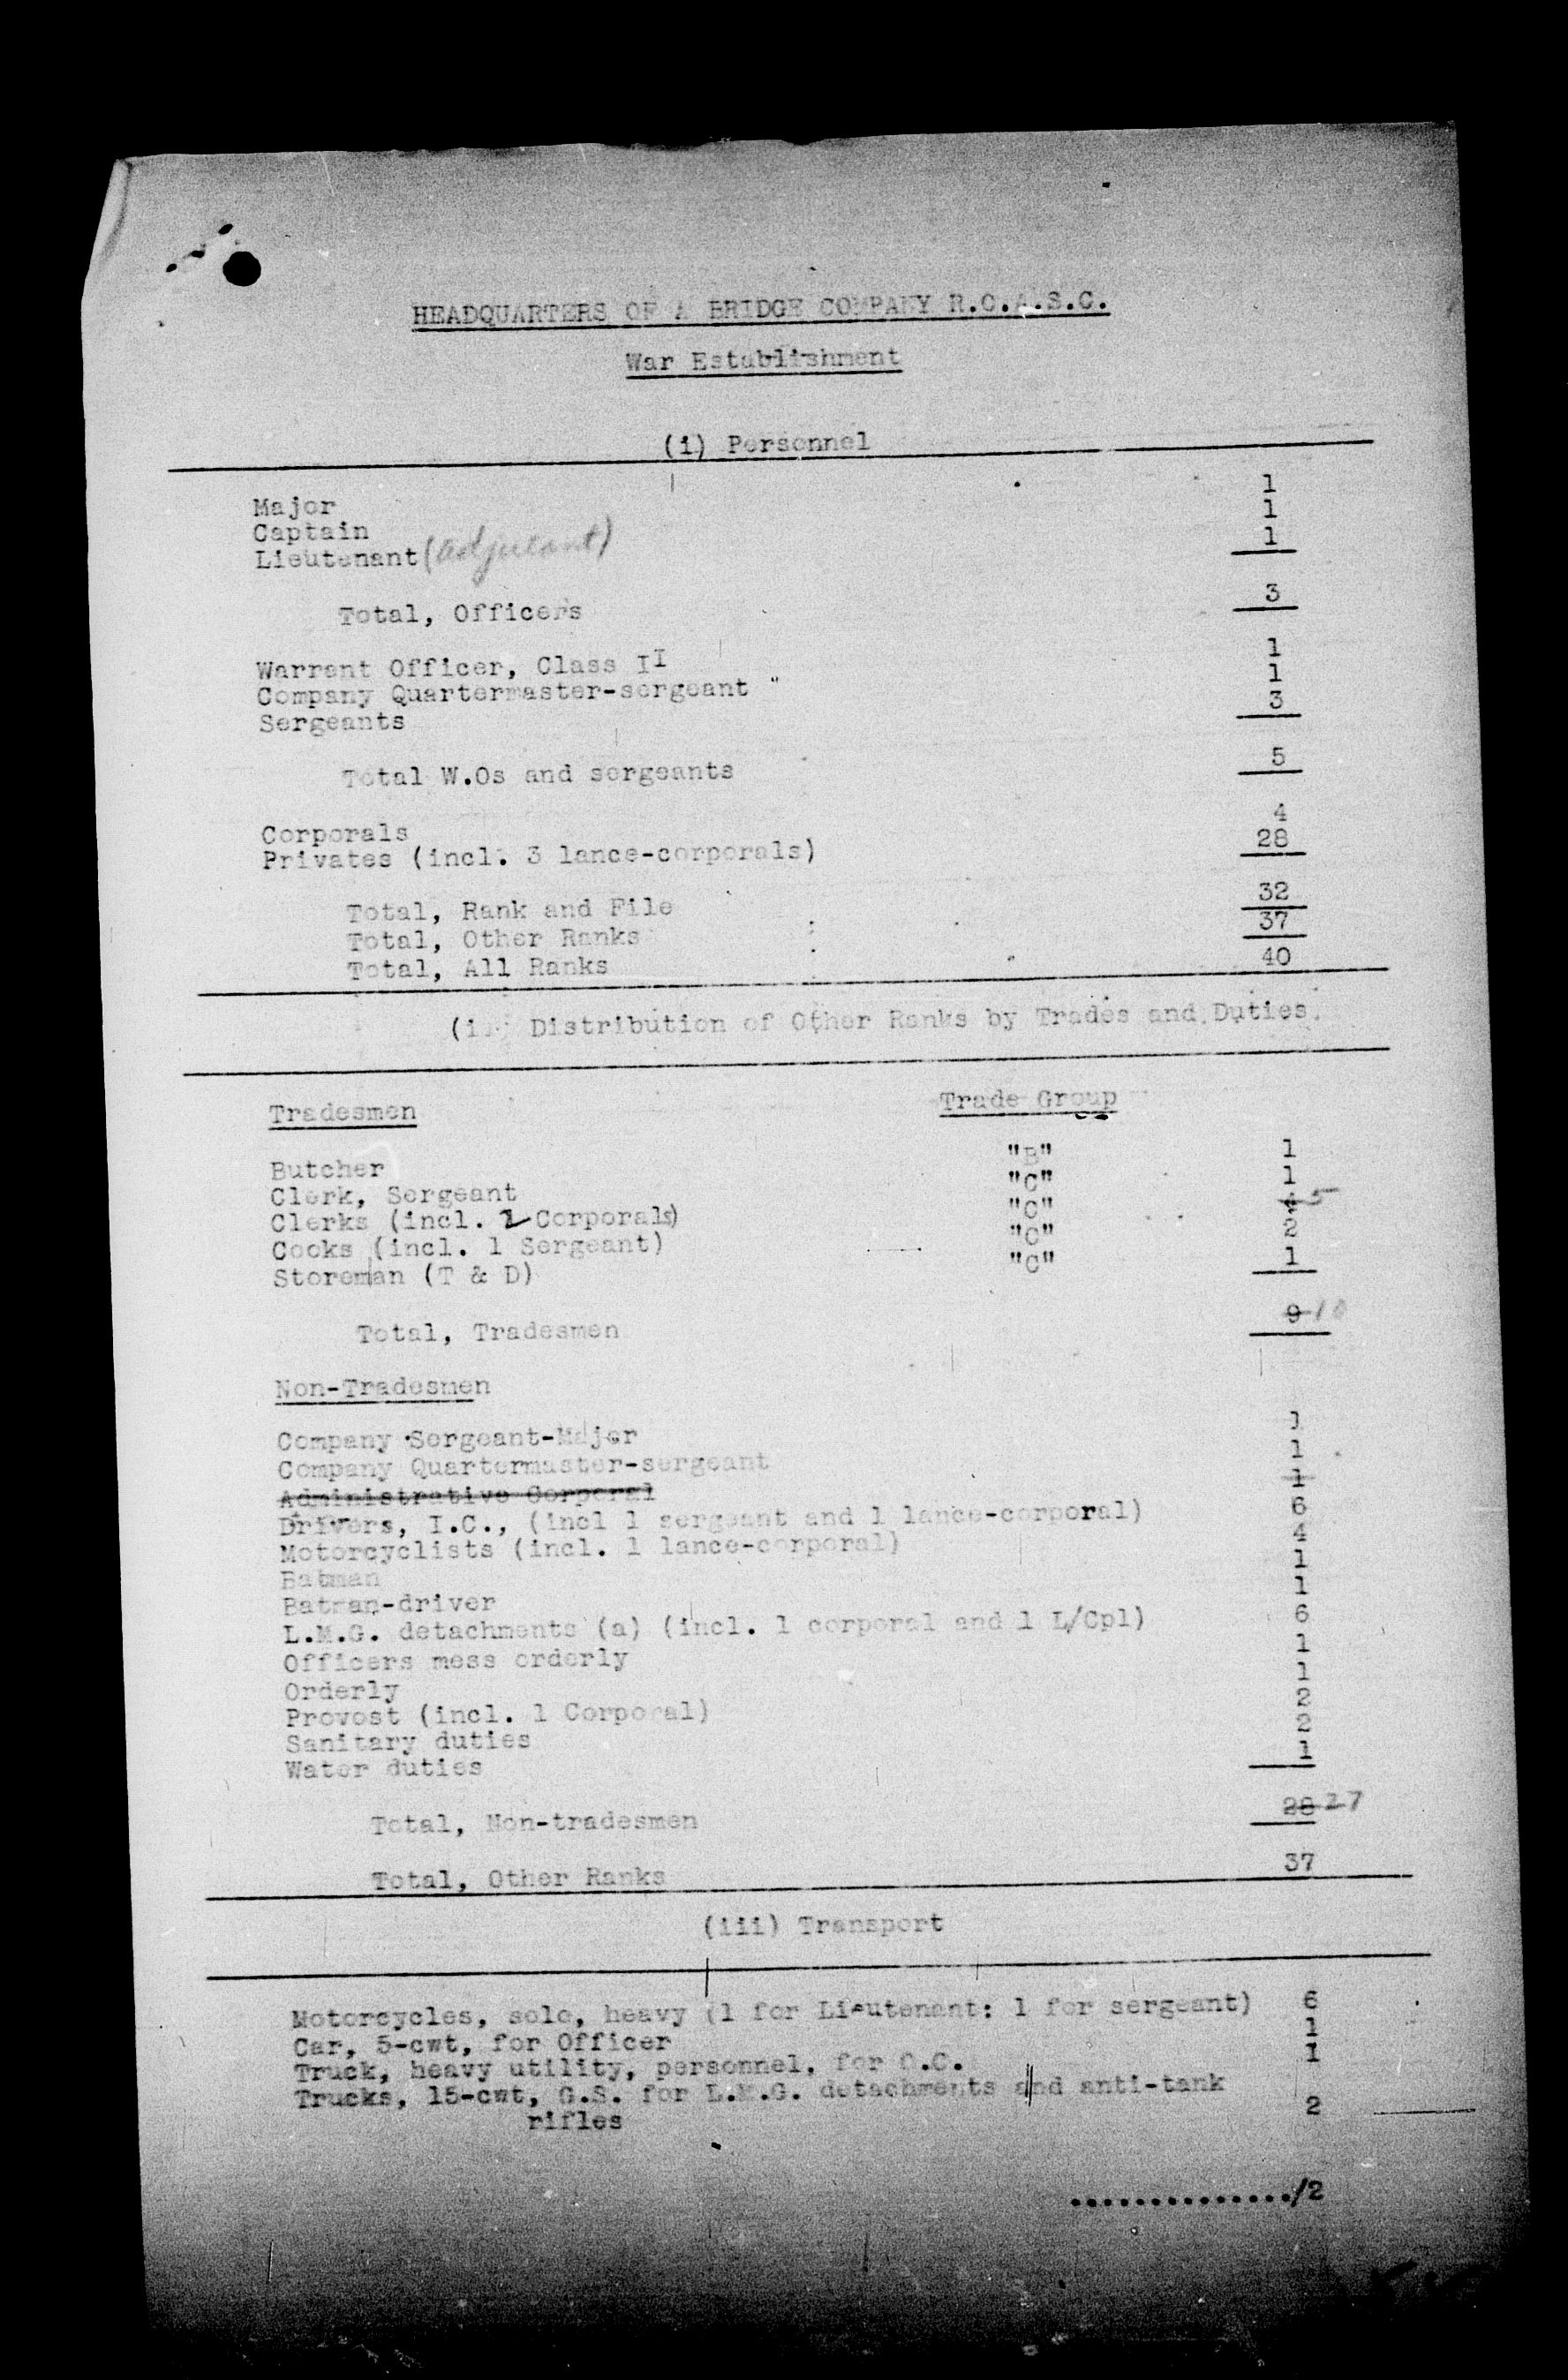 HEADQUARTERS OF A BRIDGE COMPANY R.C.A.S.C.
War Establishment
(i) Personnel
Major 1
Captain 1
Lieutenant (adjutant) 1
Total, Officers 3
Warrant Officer, Class II 1
Company Quartermaster-sergeant " 1
Sergeants 3
Total W.Os and sergeants 5
Corporals 4
Privates (incl. 3 lance-corporals) 28
Total, Rank and File 32
Total, Other Ranks 37
Total, All Ranks 40
(ii) Distribution of Other Ranks by Trades and Duties.
Tradesmen Trade Group
Butcher "B" 1
Clerk, Sergeant "C" 1
Clerks (incl. 2 Corporals) "C" 4 5
Cooks (incl. 1 Sergeant) "C" 2
Storeman (T & D) "C" 1
Total, Tradesmen 9 10
Non-Tradesmen
Company Sergeant-Major 1
Company Quartermaster-sergeant 1
Administrative Corporal 1
Drivers, I.C., (incl 1 sergeant and 1 lance-corporal) 6
Motorcyclists (incl. 1 lance-corporal) 4
Batman 1
Batman-driver 1
L.M.G. detachments (a) (incl. 1 corporal and 1 L/Cpl) 6
Officers mess orderly 1
Orderly 1
Provost (incl. 1 Corporal) 2
Sanitary duties 2
Water duties 1
Total, Non-tradesmen 28 27
Total, Other Ranks 37
(iii) Transport
Motorcycles, solo, heavy (1 for Lieutenant: 1 for sergeant) 6
Car, 5-cwt, for Officer 1
Truck, heavy utility, personnel, for O.C. 1
Trucks, 15-cwt, G.S. for L.M.G. detachments and anti-tank
rifles 2
............../2